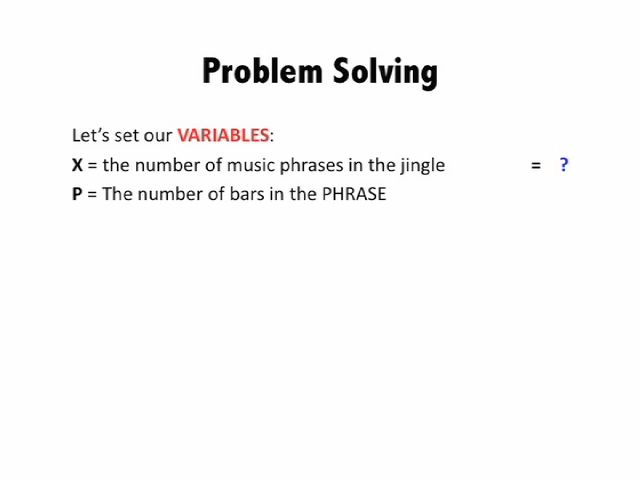 Problem Solving
Let's set our VARIABLES:
X = the number of music phrases in the jingle = ?
P = The number of bars in the PHRASE